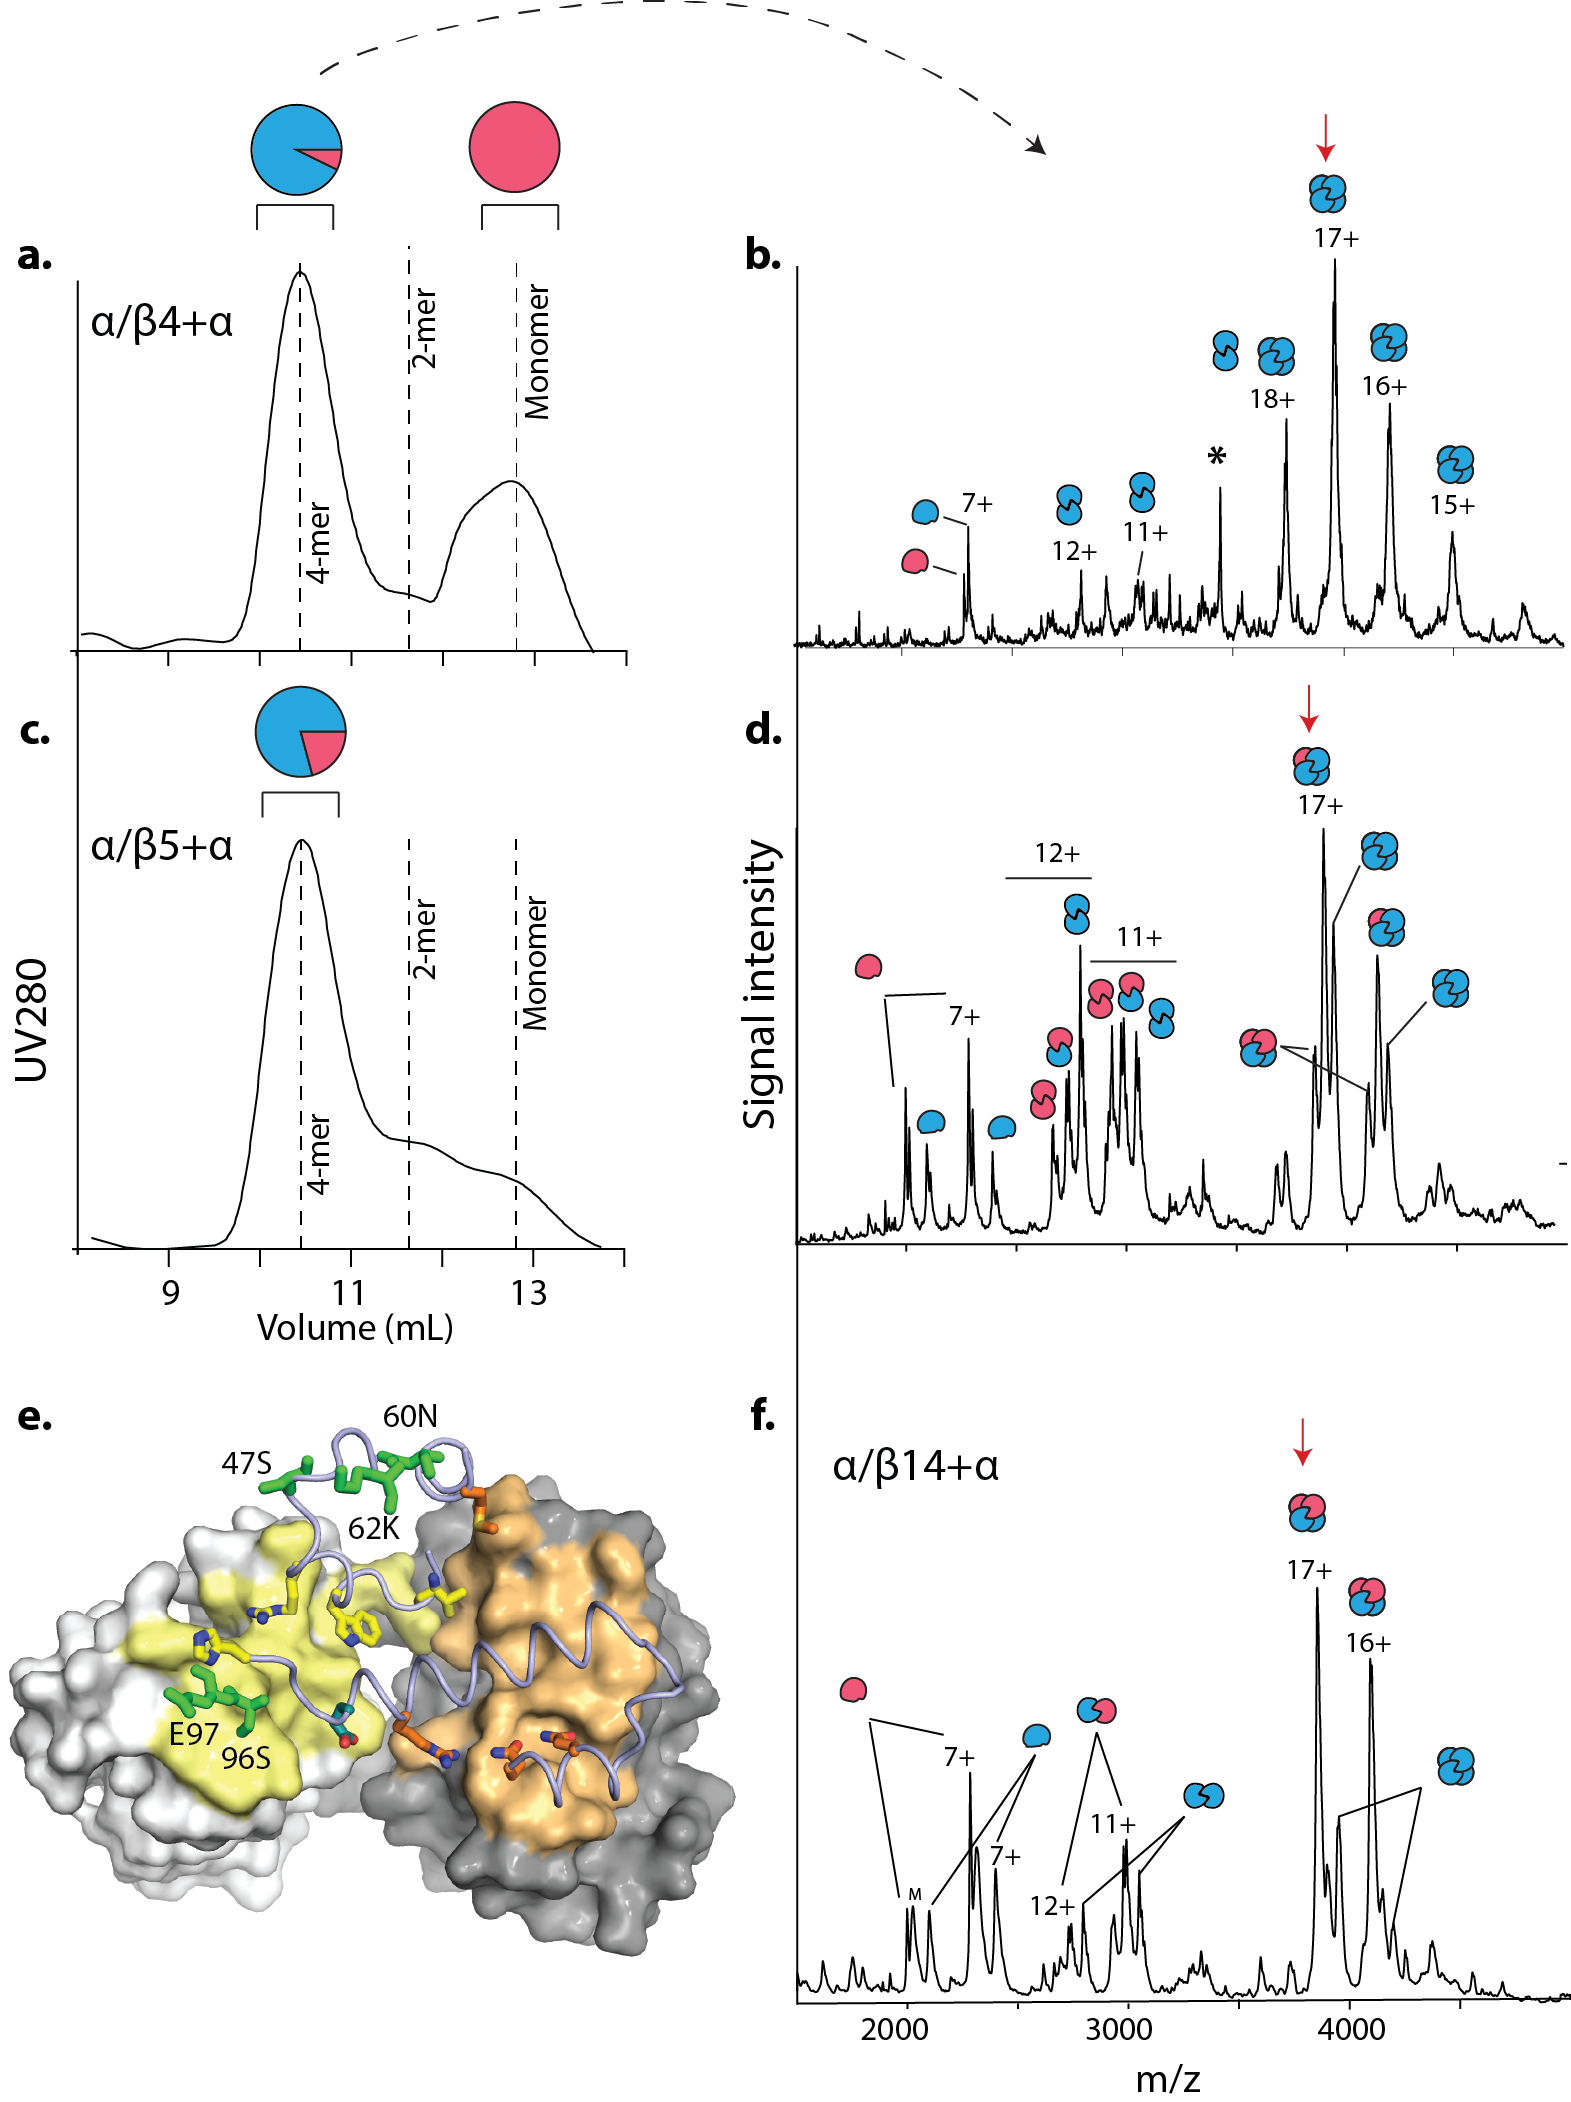 a.
α/β4+α
4-mer
2-mer
Monomer
b.
7+
12+
11+
*
18+
17+
16+
15+
c.
α/β5+α
4-mer
2-mer
Monomer
UV280
9
11
13
Volume (mL)
d.
Signal intensity
7+
12+
11+
17+
e.
47S
60N
62K
E97
96S
f.
α/β14+α
7+
M
7+
12+
11+
17+
16+
2000
3000
4000
m/z